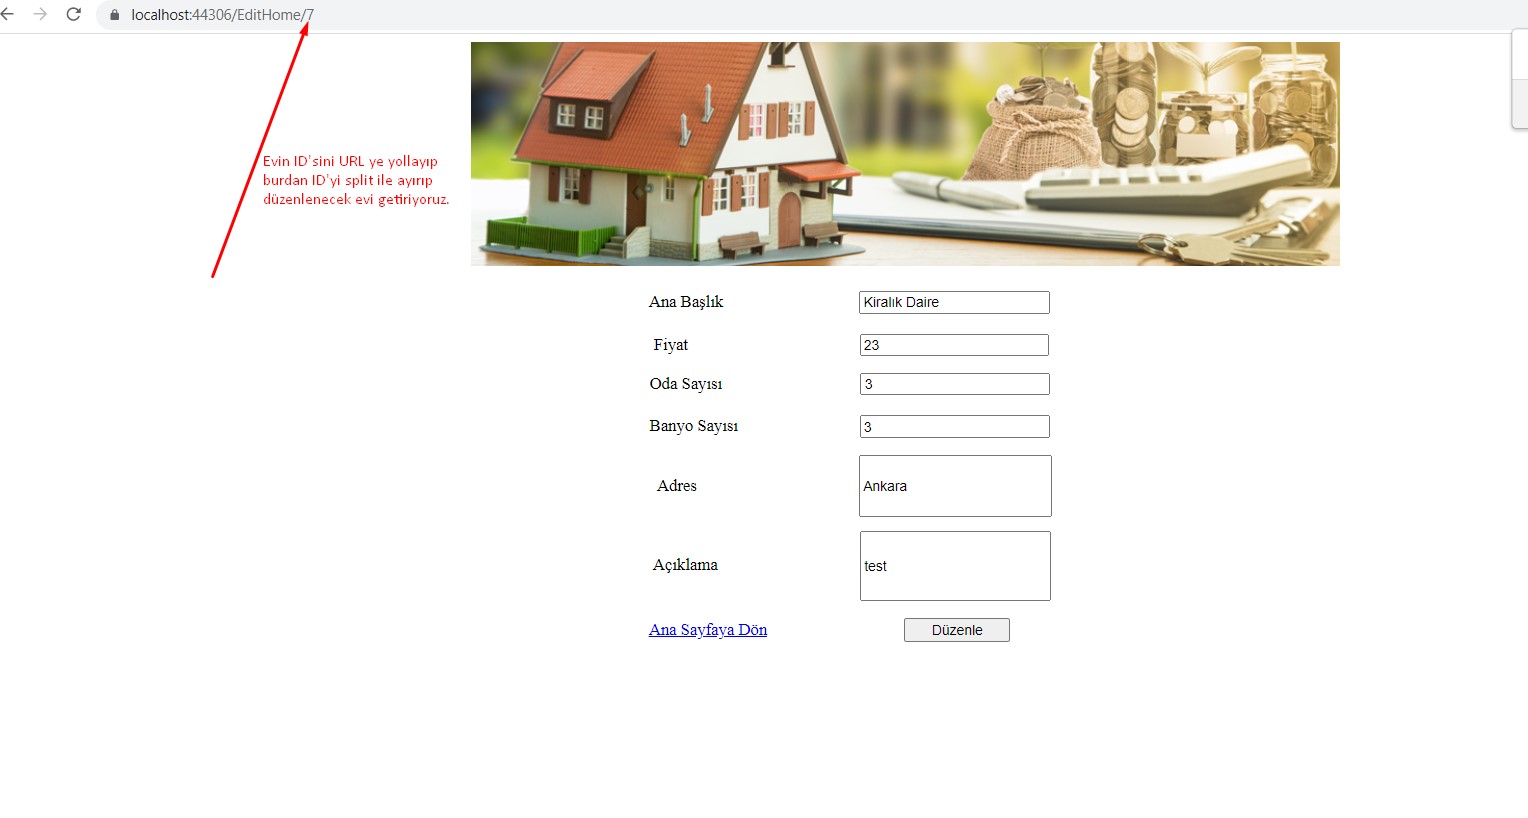 localhost:44306/EditHome/7
Evin ID'sini URL ye yollayıp
burdan ID'yi split ile ayırıp
düzenlenecek evi getiriyoruz.
Ana Başlık Kiralık Daire
Fiyat 23
Oda Sayısı 3
Banyo Sayısı 3
Adres Ankara
Açıklama test
Ana Sayfaya Dön Düzenle